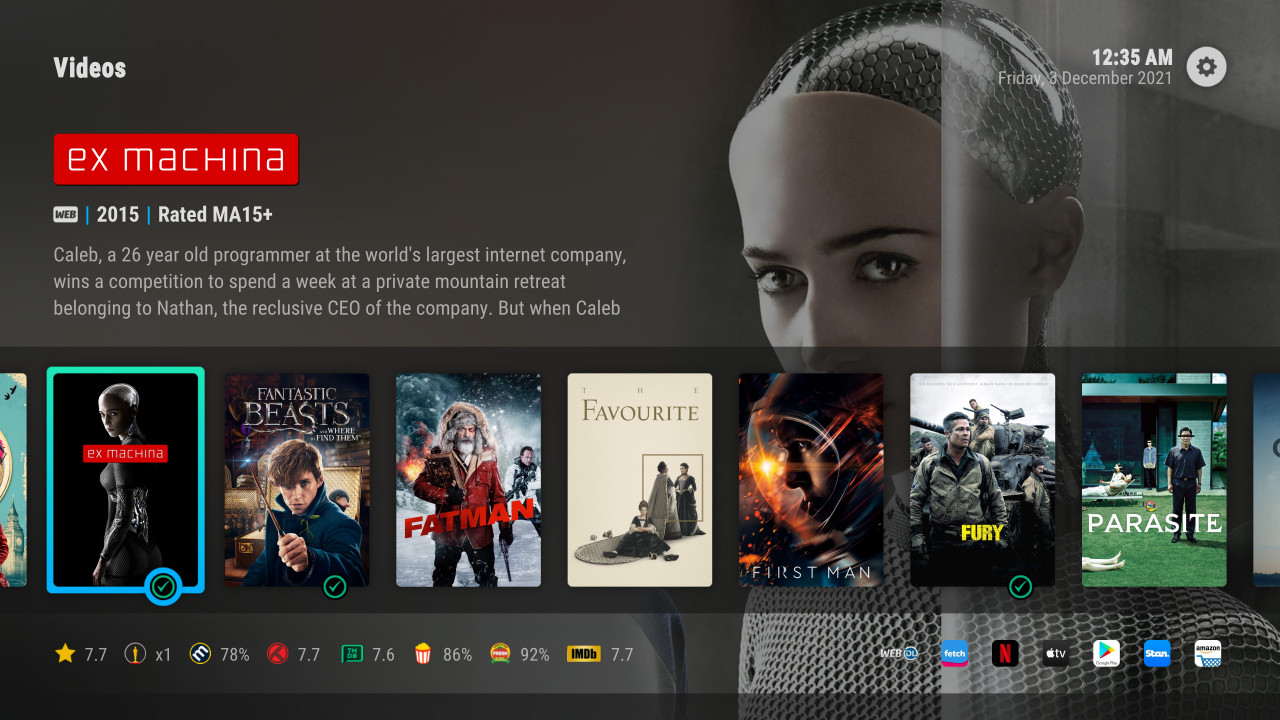 Videos
12:35 AM
Friday, 3 December 2021
ex machina
WEB | 2015 | Rated MA15+
Caleb, a 26 year old programmer at the world's largest internet company,
wins a competition to spend a week at a private mountain retreat
belonging to Nathan, the reclusive CEO of the company. But when Caleb
ex machina
FANTASTIC
BEASTS
AND WHERE
TO FIND THEM
FATMAN
THE
FAVOURITE
FIRST MAN
FURY
PARASITE
7.7
x1
78%
7.7
TMDB
7.6
86%
FRESH
92%
IMDb
7.7
WEB DL
fetch
N
tv
Google Play
Stan.
amazon